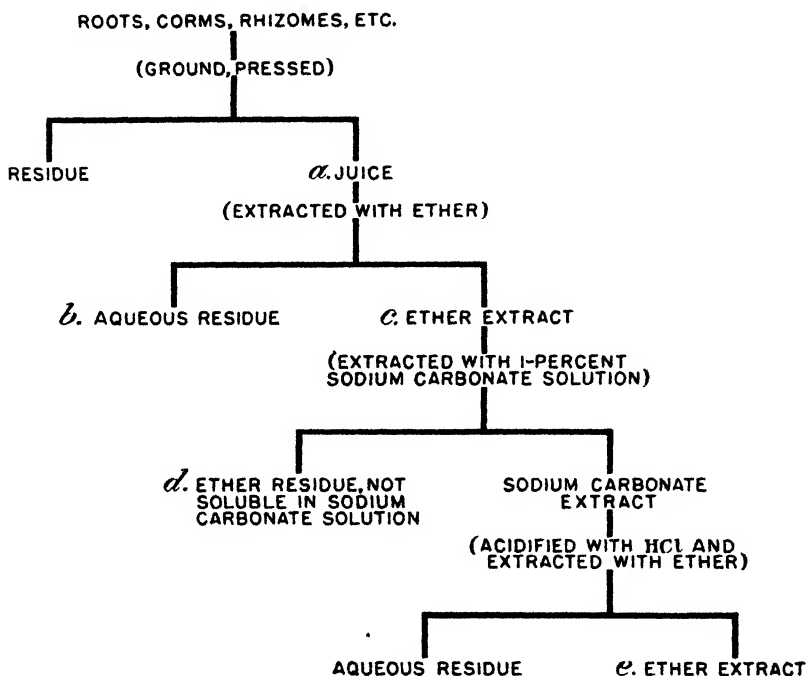 ROOTS, CORMS, RHIZOMES, ETC.
(GROUND, PRESSED)
RESIDUE
a. JUICE
(EXTRACTED WITH ETHER)
b. AQUEOUS RESIDUE
c. ETHER EXTRACT
(EXTRACTED WITH 1-PERCENT
SODIUM CARBONATE SOLUTION)
d. ETHER RESIDUE, NOT
SOLUBLE IN SODIUM
CARBONATE SOLUTION
SODIUM CARBONATE
EXTRACT
(ACIDIFIED WITH HCl AND
EXTRACTED WITH ETHER)
AQUEOUS RESIDUE
e. ETHER EXTRACT